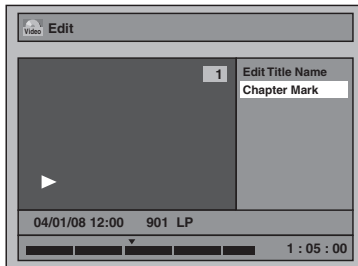 Video Edit
1
Edit Title Name
Chapter Mark
04/01/08 12:00 901 LP
1 : 05 : 00